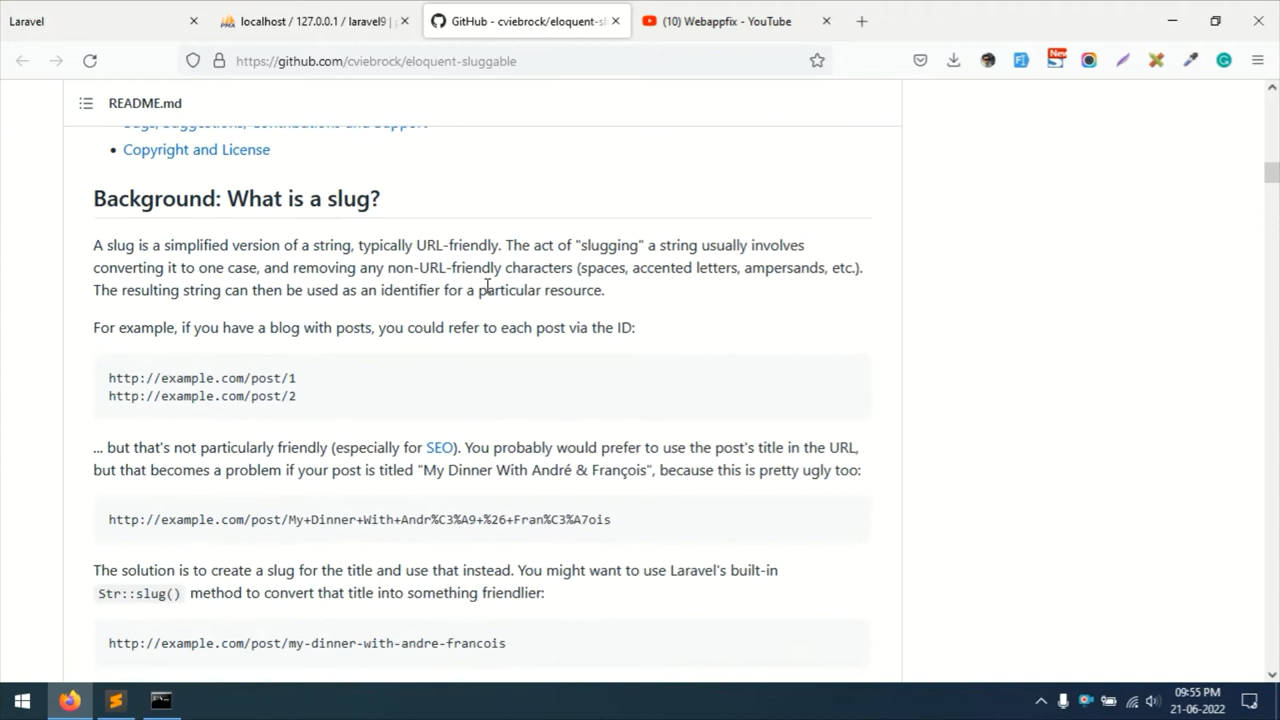 Laravel
localhost / 127.0.0.1 / laravel9 | p
GitHub - cviebrock/eloquent-sl
(10) Webappfix - YouTube
https://github.com/cviebrock/eloquent-sluggable
New
README.md
Bugs, Suggestions, Contributions and Support
Copyright and License
Background: What is a slug?
A slug is a simplified version of a string, typically URL-friendly. The act of "slugging" a string usually involves
converting it to one case, and removing any non-URL-friendly characters (spaces, accented letters, ampersands, etc.).
The resulting string can then be used as an identifier for a particular resource.
For example, if you have a blog with posts, you could refer to each post via the ID:
http://example.com/post/1
http://example.com/post/2
... but that's not particularly friendly (especially for SEO). You probably would prefer to use the post's title in the URL,
but that becomes a problem if your post is titled "My Dinner With André & François", because this is pretty ugly too:
http://example.com/post/My+Dinner+With+Andr%C3%A9+%26+Fran%C3%A7ois
The solution is to create a slug for the title and use that instead. You might want to use Laravel's built-in
Str::slug() method to convert that title into something friendlier:
http://example.com/post/my-dinner-with-andre-francois
09:55 PM
21-06-2022